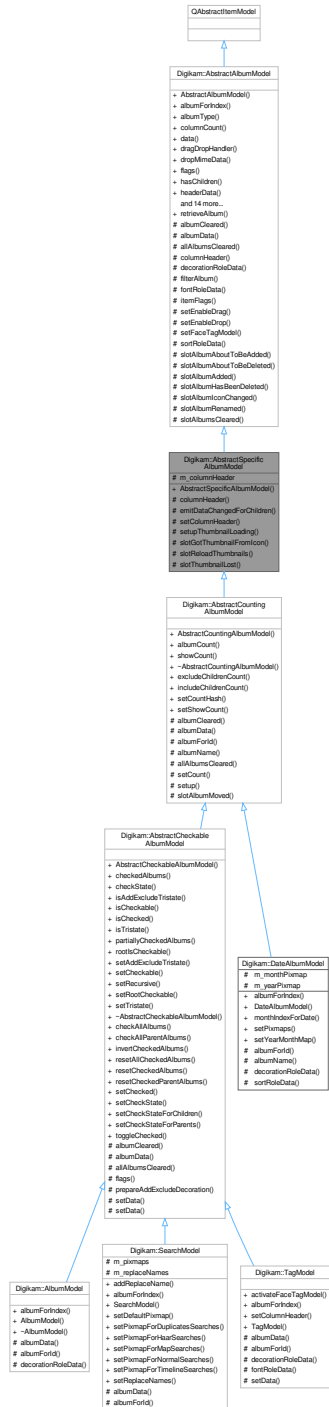 QAbstractItemModel
Digikam::AbstractAlbumModel
+ AbstractAlbumModel()
+ albumForIndex()
+ albumType()
+ columnCount()
+ data()
+ dragDropHandler()
+ dropMimeData()
+ flags()
+ hasChildren()
+ headerData()
and 14 more...
+ retrieveAlbum()
# albumCleared()
# albumData()
# allAlbumsCleared()
# columnHeader()
# decorationRoleData()
# filterAlbum()
# fontRoleData()
# itemFlags()
# setEnableDrag()
# setEnableDrop()
# setFaceTagModel()
# sortRoleData()
# slotAlbumAboutToBeAdded()
# slotAlbumAboutToBeDeleted()
# slotAlbumAdded()
# slotAlbumHasBeenDeleted()
# slotAlbumIconChanged()
# slotAlbumRenamed()
# slotAlbumsCleared()
Digikam::AbstractSpecific
AlbumModel
# m_columnHeader
+ AbstractSpecificAlbumModel()
# columnHeader()
# emitDataChangedForChildren()
# setColumnHeader()
# setupThumbnailLoading()
# slotGotThumbnailFromIcon()
# slotReloadThumbnails()
# slotThumbnailLost()
Digikam::AbstractCounting
AlbumModel
+ AbstractCountingAlbumModel()
+ albumCount()
+ showCount()
+ ~AbstractCountingAlbumModel()
+ excludeChildrenCount()
+ includeChildrenCount()
+ setCountHash()
+ setShowCount()
# albumCleared()
# albumData()
# albumForId()
# albumName()
# allAlbumsCleared()
# setCount()
# setup()
# slotAlbumMoved()
Digikam::AbstractCheckable
AlbumModel
+ AbstractCheckableAlbumModel()
+ checkedAlbums()
+ checkState()
+ isAddExcludeTristate()
+ isCheckable()
+ isChecked()
+ isTristate()
+ partiallyCheckedAlbums()
+ rootIsCheckable()
+ setAddExcludeTristate()
+ setCheckable()
+ setRecursive()
+ setRootCheckable()
+ setTristate()
+ ~AbstractCheckableAlbumModel()
+ checkAllAlbums()
+ checkAllParentAlbums()
+ invertCheckedAlbums()
+ resetAllCheckedAlbums()
+ resetCheckedAlbums()
+ resetCheckedParentAlbums()
+ setChecked()
+ setCheckState()
+ setCheckStateForChildren()
+ setCheckStateForParents()
+ toggleChecked()
# albumCleared()
# albumData()
# allAlbumsCleared()
# flags()
# prepareAddExcludeDecoration()
# setData()
# setData()
Digikam::DateAlbumModel
# m_monthPixmap
# m_yearPixmap
+ albumForIndex()
+ DateAlbumModel()
+ monthIndexForDate()
+ setPixmaps()
+ setYearMonthMap()
# albumForId()
# albumName()
# decorationRoleData()
# sortRoleData()
Digikam::AlbumModel
+ albumForIndex()
+ AlbumModel()
+ ~AlbumModel()
# albumData()
# albumForId()
# decorationRoleData()
Digikam::SearchModel
# m_pixmaps
# m_replaceNames
+ addReplaceName()
+ albumForIndex()
+ SearchModel()
+ setDefaultPixmap()
+ setPixmapForDuplicatesSearches()
+ setPixmapForHaarSearches()
+ setPixmapForMapSearches()
+ setPixmapForNormalSearches()
+ setPixmapForTimelineSearches()
+ setReplaceNames()
# albumData()
# albumForId()
Digikam::TagModel
+ activateFaceTagModel()
+ albumForIndex()
+ setColumnHeader()
+ TagModel()
# albumData()
# albumForId()
# decorationRoleData()
# fontRoleData()
# setData()